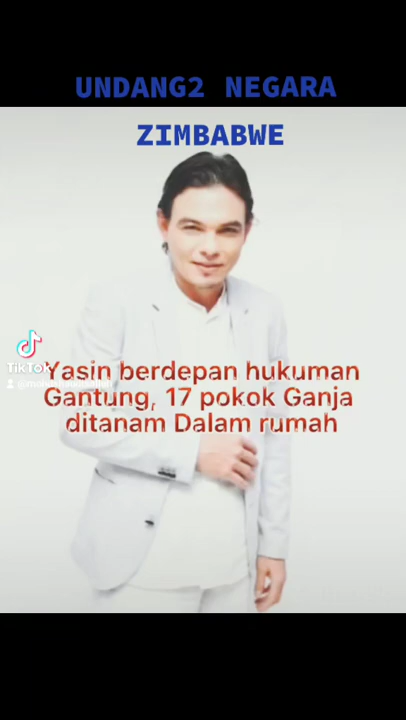 UNDANG2 NEGARA
ZIMBABWE
TikTok
Yasin berdepan hukuman
Gantung, 17 pokok Ganja
ditanam Dalam rumah